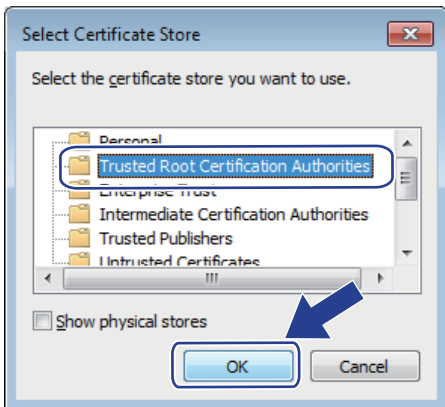 Select Certificate Store
Select the certificate store you want to use.
Personal
Trusted Root Certification Authorities
Enterprise Trust
Intermediate Certification Authorities
Trusted Publishers
Untrusted Certificates
Show physical stores
OK
Cancel